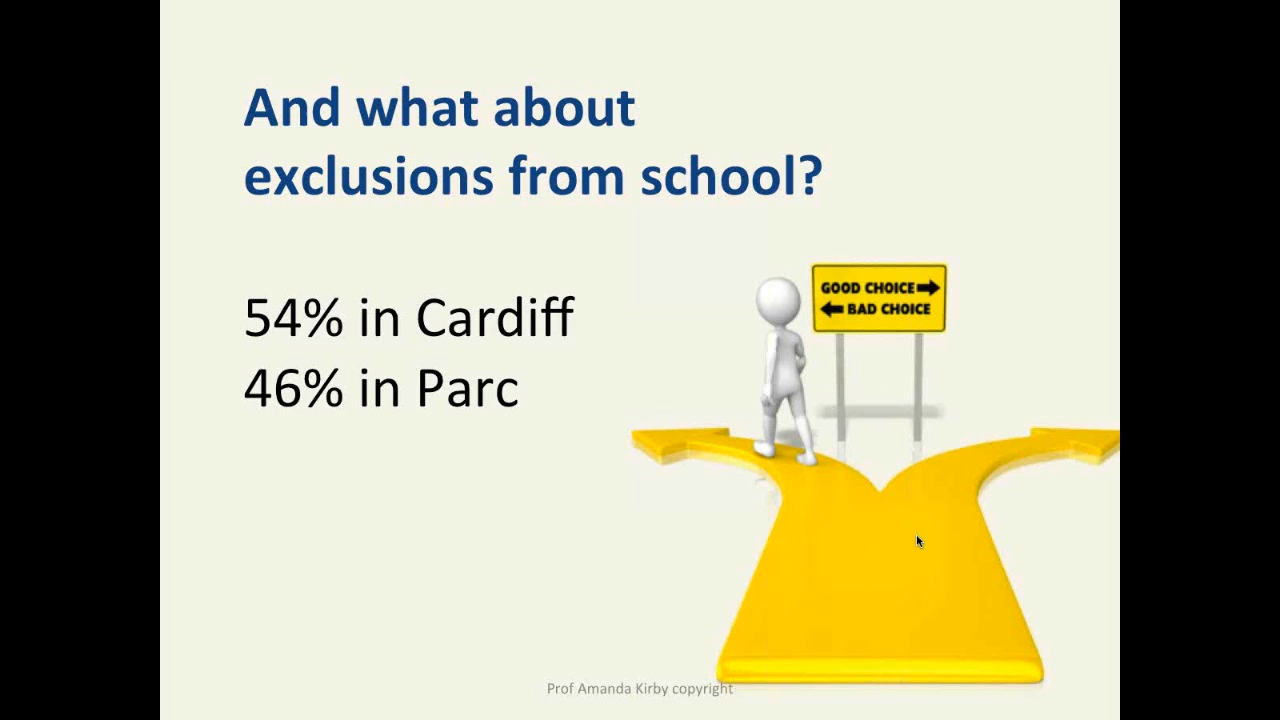 And what about
exclusions from school?
54% in Cardiff
46% in Parc
GOOD CHOICE
BAD CHOICE
Prof Amanda Kirby copyright